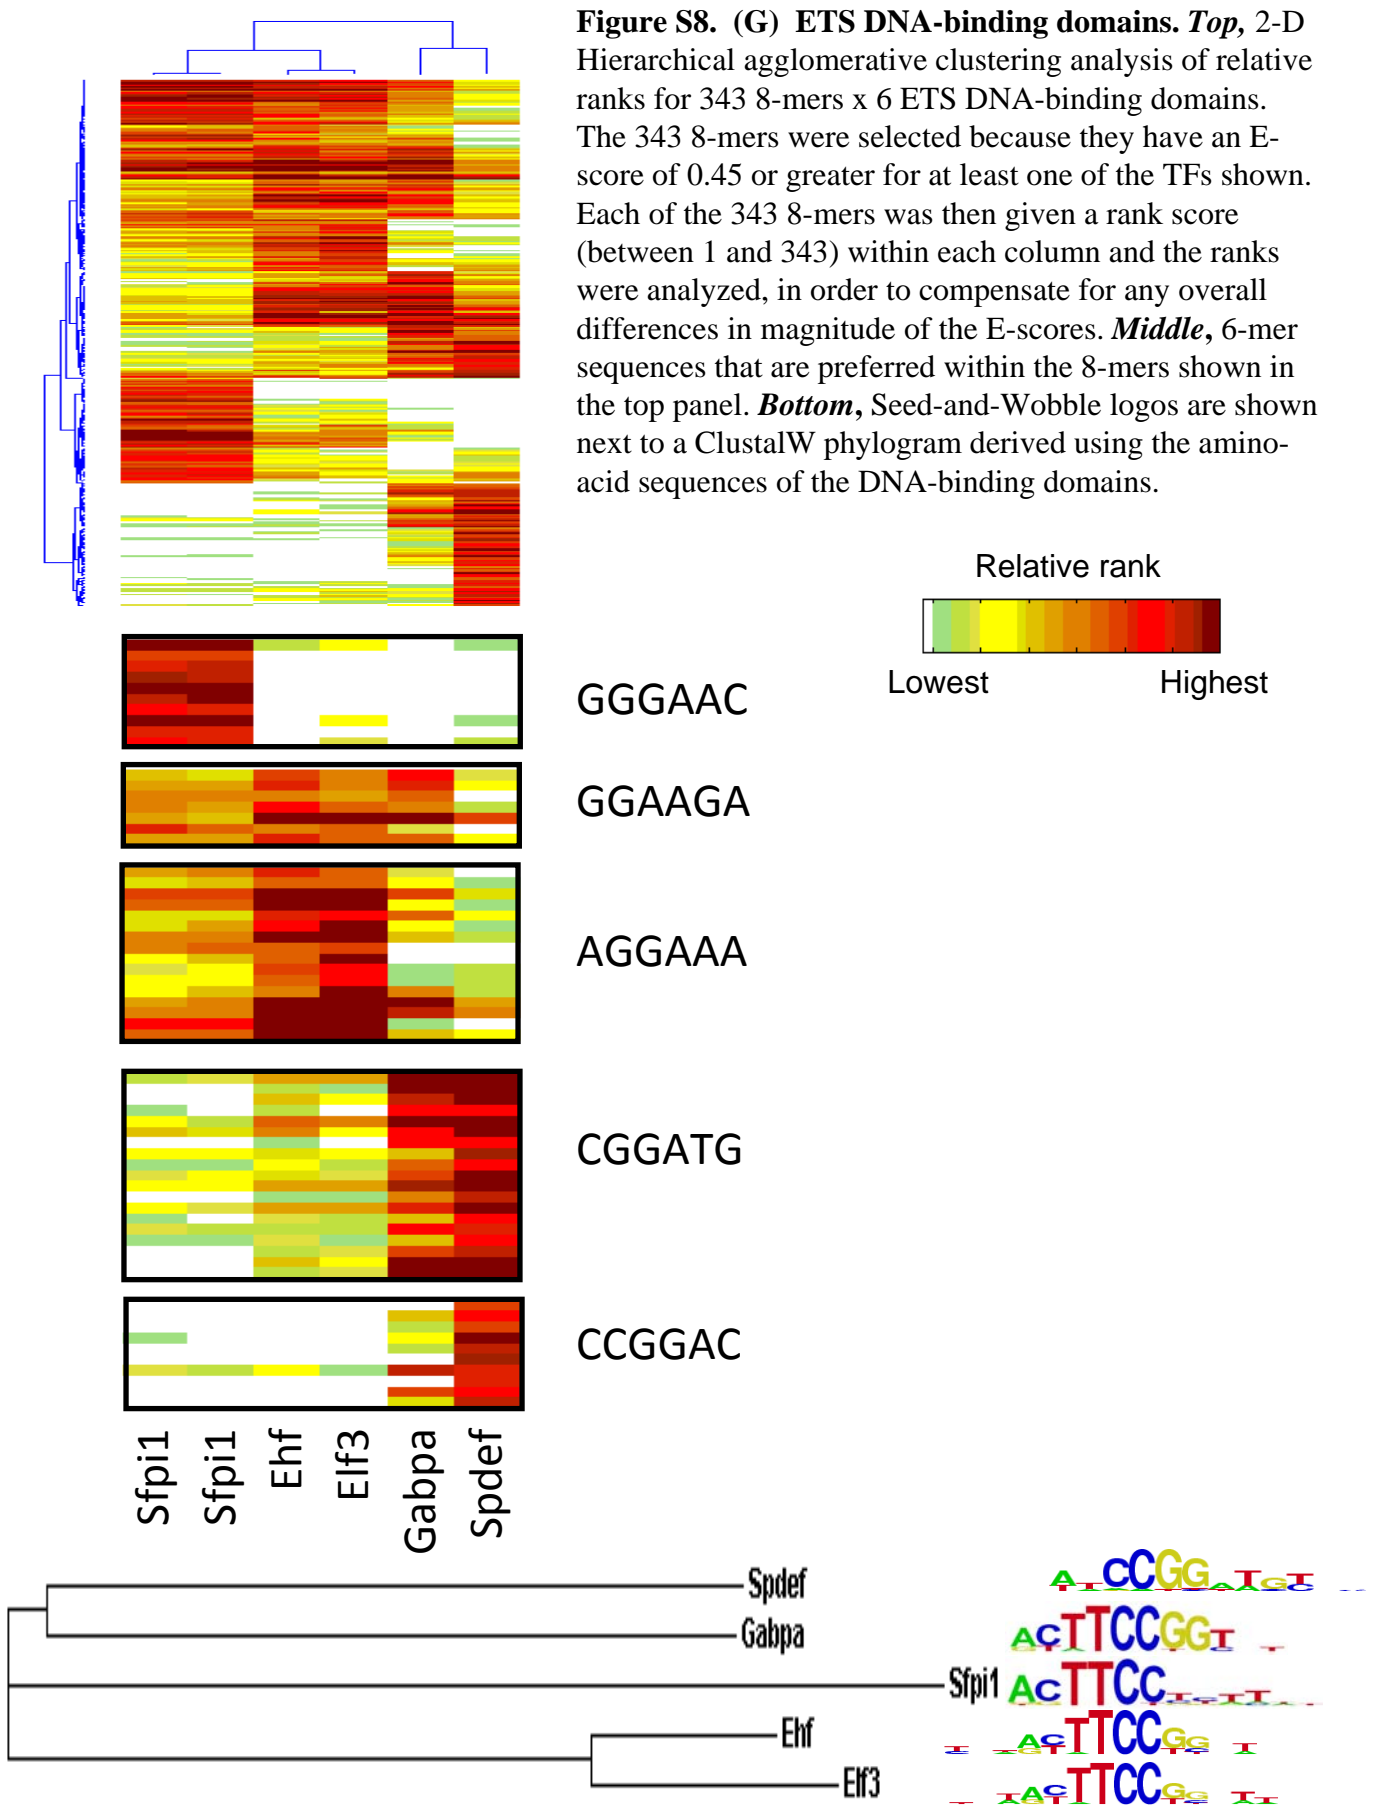 Figure S8. (G) ETS DNA-binding domains. Top, 2-D
Hierarchical agglomerative clustering analysis of relative
ranks for 343 8-mers x 6 ETS DNA-binding domains.
The 343 8-mers were selected because they have an E-
score of 0.45 or greater for at least one of the TFs shown.
Each of the 343 8-mers was then given a rank score
(between 1 and 343) within each column and the ranks
were analyzed, in order to compensate for any overall
differences in magnitude of the E-scores. Middle, 6-mer
sequences that are preferred within the 8-mers shown in
the top panel. Bottom, Seed-and-Wobble logos are shown
next to a ClustalW phylogram derived using the amino-
acid sequences of the DNA-binding domains.
Relative rank
Lowest Highest
GGGAAC
GGAAGA
AGGAAA
CGGATG
CCGGAC
Sfpi1 Sfpi1 Ehf Elf3 Gabpa Spdef
Spdef
Gabpa ACTTCCGGT
Sfpi1 ACTTCC
Ehf ACTTCCGG
Elf3 ACTTCCGG